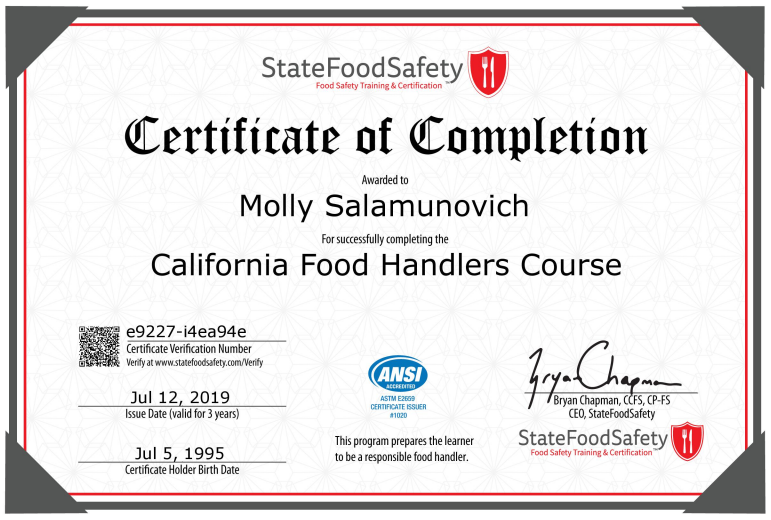 StateFoodSafety
Food Safety Training & Certification™
Certificate of Completion
Awarded to
Molly Salamunovich
For successfully completing the
California Food Handlers Course
e9227-i4ea94e
Certificate Verification Number
Verify at www.statefoodsafety.com/Verify
Jul 12, 2019
Issue Date (valid for 3 years)
Jul 5, 1995
Certificate Holder Birth Date
ANSI
ACCREDITED
ASTM E2659
CERTIFICATE ISSUER
#1020
This program prepares the learner
to be a responsible food handler.
Bryan Chapman
Bryan Chapman, CCFS, CP-FS
CEO, StateFoodSafety
StateFoodSafety
Food Safety Training & Certification™